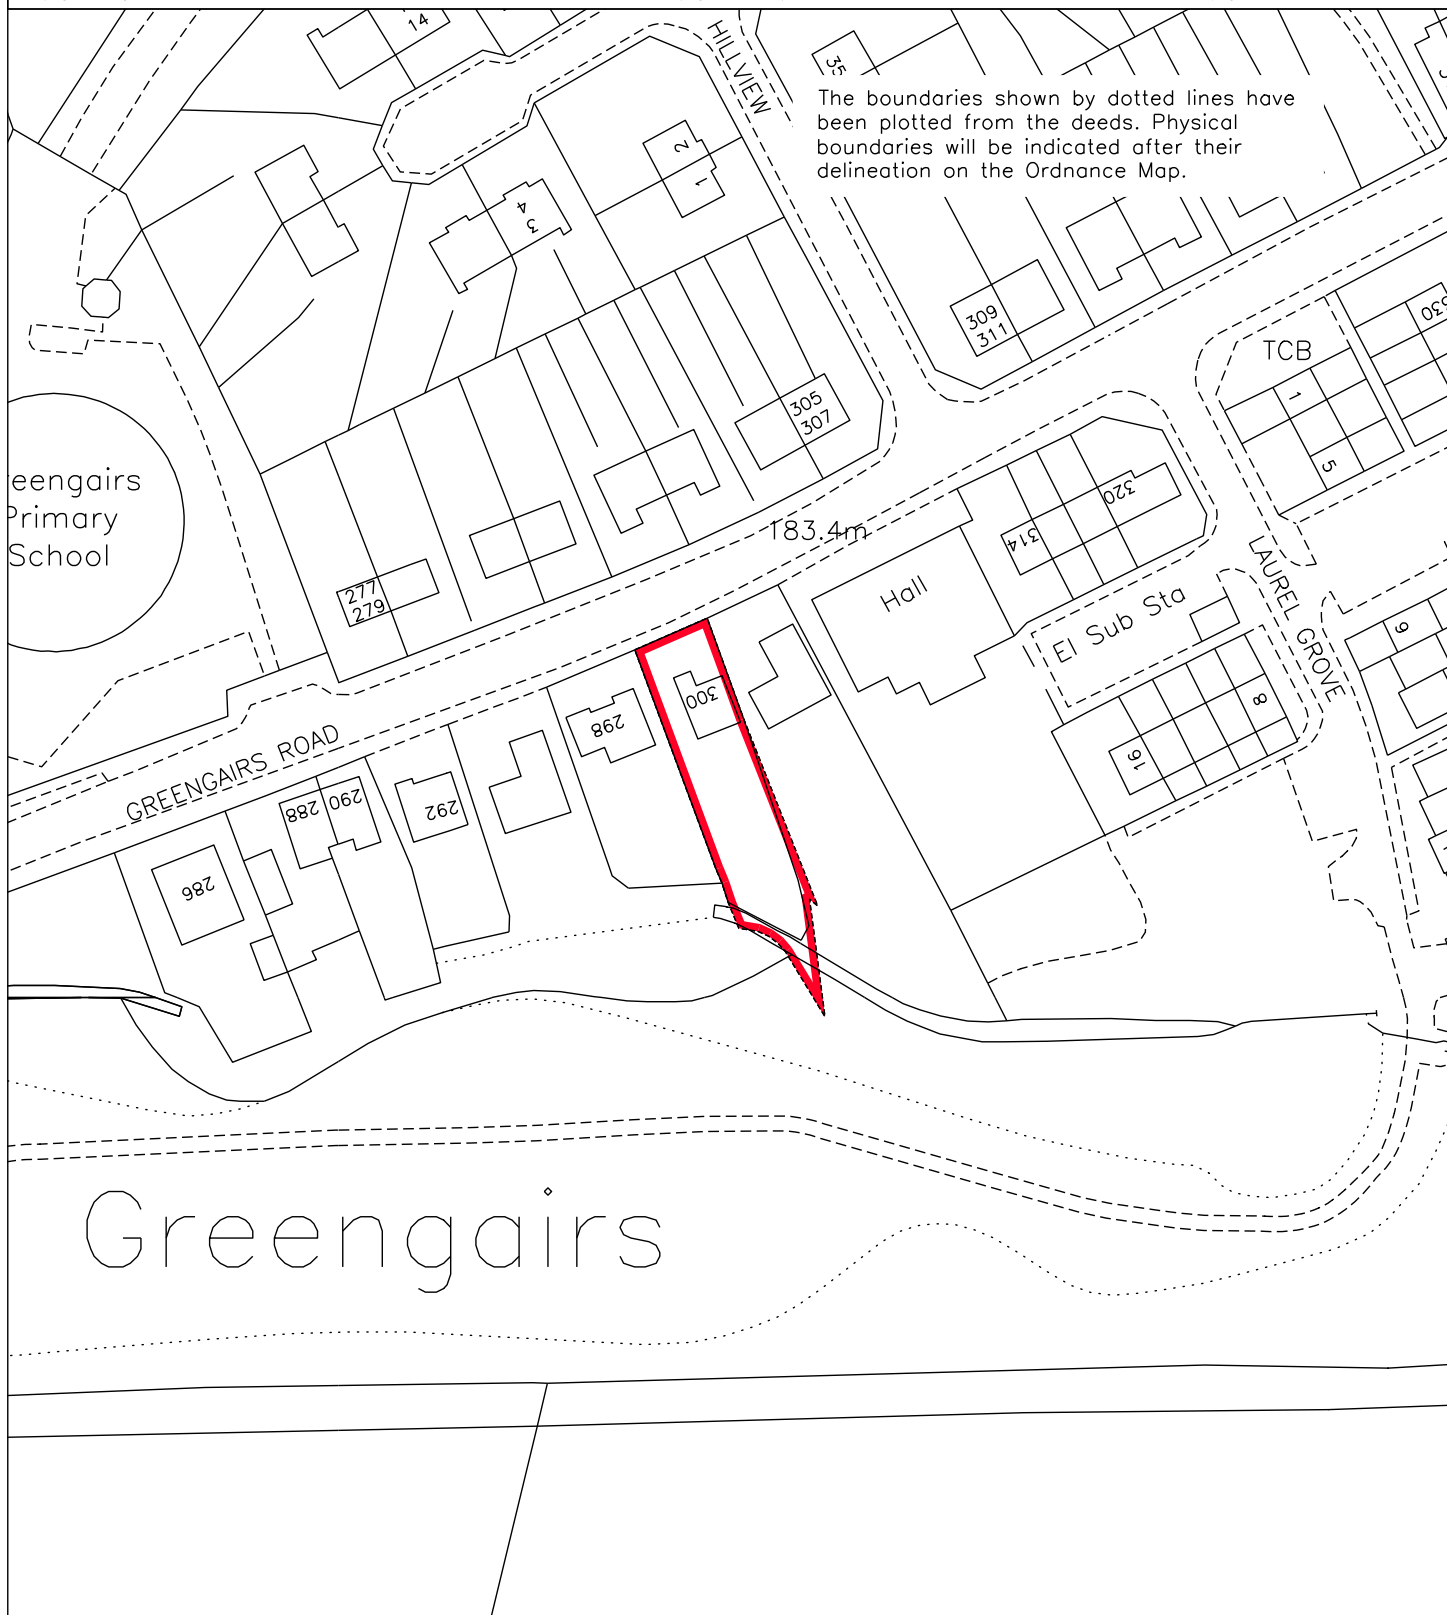 14
HILLVIEW
35
The boundaries shown by dotted lines have
been plotted from the deeds. Physical
boundaries will be indicated after their
delineation on the Ordnance Map.
2
1
4
3
309
311
TCB
1
5
305
307
320
314
183.4m
eengairs
Primary
School
277
279
Hall
El Sub Sta
LAUREL GROVE
9
8
16
300
298
GREENGAIRS ROAD
288
290
292
286
Greengairs